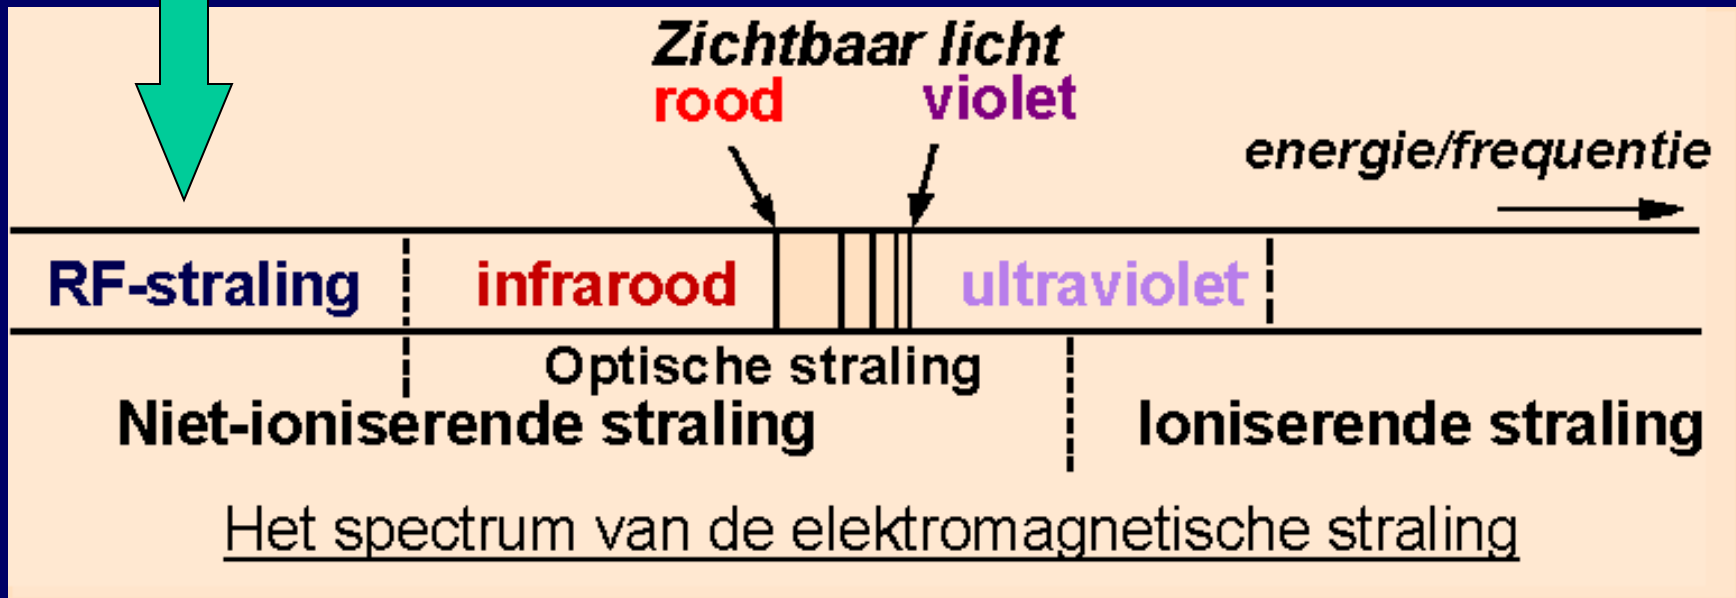 Zichtbaar licht
rood violet
energie/frequentie
RF-straling infrarood ultraviolet
Optische straling
Niet-ioniserende straling Ioniserende straling
Het spectrum van de elektromagnetische straling